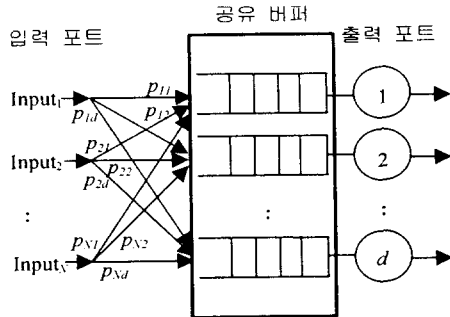 공유 버퍼
입력 포트
출력 포트
Input1
p11
p12
p1d
1
Input2
p21
p22
p2d
2
:
:
:
InputN
pN1
pN2
pNd
d